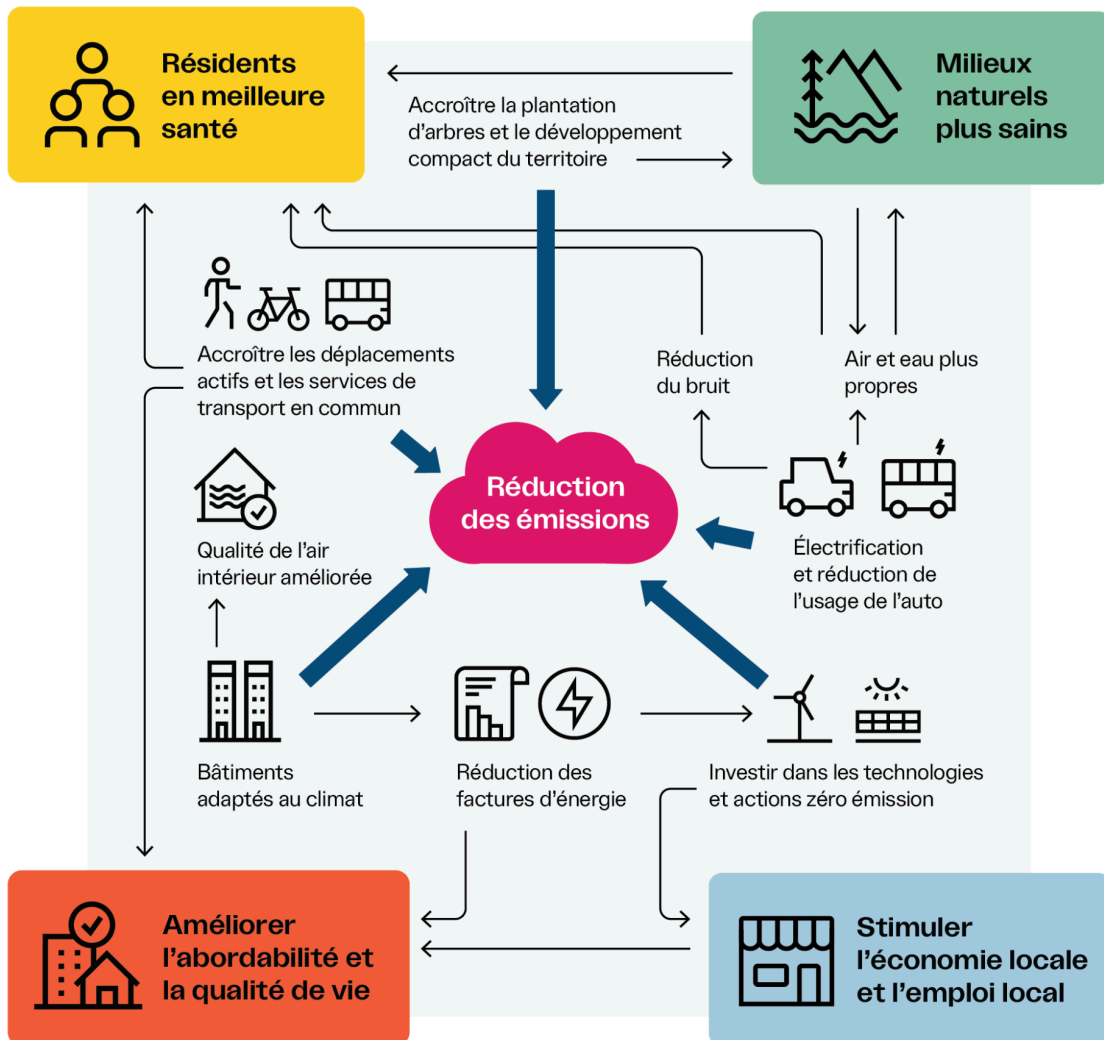 Résidents
en meilleure
santé
Milieux
naturels
plus sains
Accroître la plantation
d’arbres et le développement
compact du territoire
Accroître les déplacements
actifs et les services de
transport en commun
Réduction
du bruit
Air et eau plus
propres
Réduction
des émissions
Qualité de l’air
intérieur améliorée
Électrification
et réduction de
l’usage de l’auto
Bâtiments
adaptés au climat
Réduction des
factures d’énergie
Investir dans les technologies
et actions zéro émission
Améliorer
l’abordabilité et
la qualité de vie
Stimuler
l’économie locale
et l’emploi local